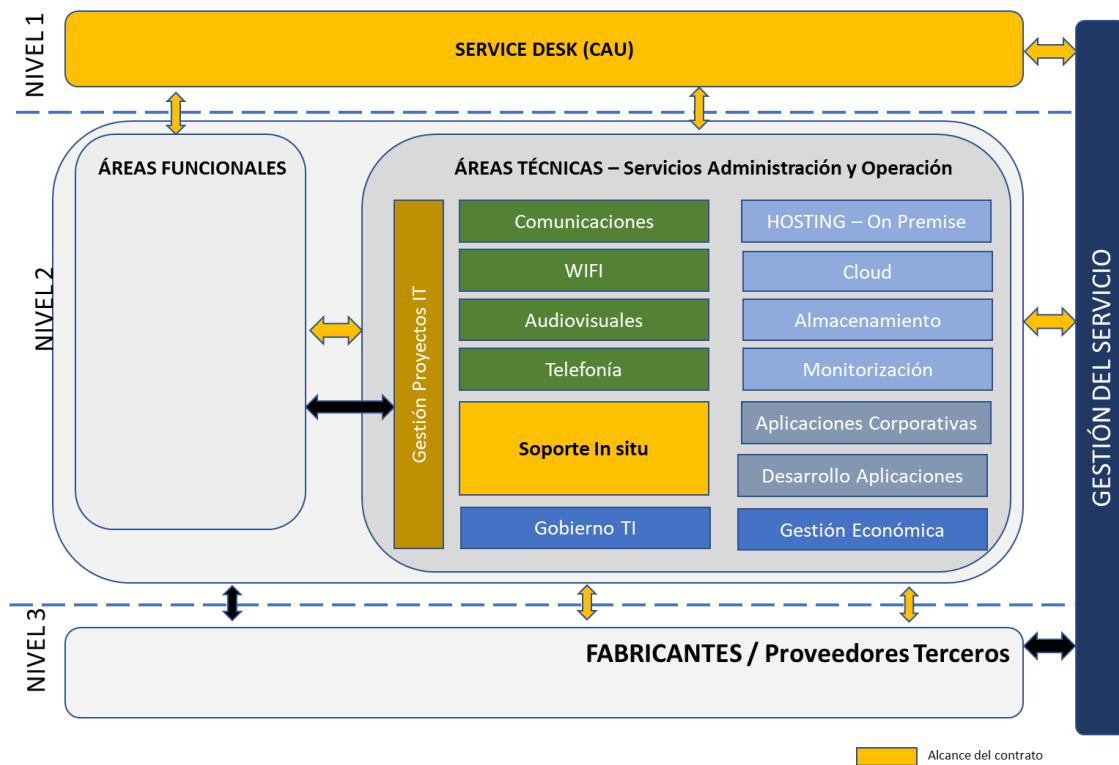 NIVEL 1
SERVICE DESK (CAU)
NIVEL 2
ÁREAS FUNCIONALES
ÁREAS TÉCNICAS – Servicios Administración y Operación
Gestión Proyectos IT
Comunicaciones
WIFI
Audiovisuales
Telefonía
Soporte In situ
Gobierno TI
HOSTING – On Premise
Cloud
Almacenamiento
Monitorización
Aplicaciones Corporativas
Desarrollo Aplicaciones
Gestión Económica
GESTIÓN DEL SERVICIO
NIVEL 3
FABRICANTES / Proveedores Terceros
Alcance del contrato